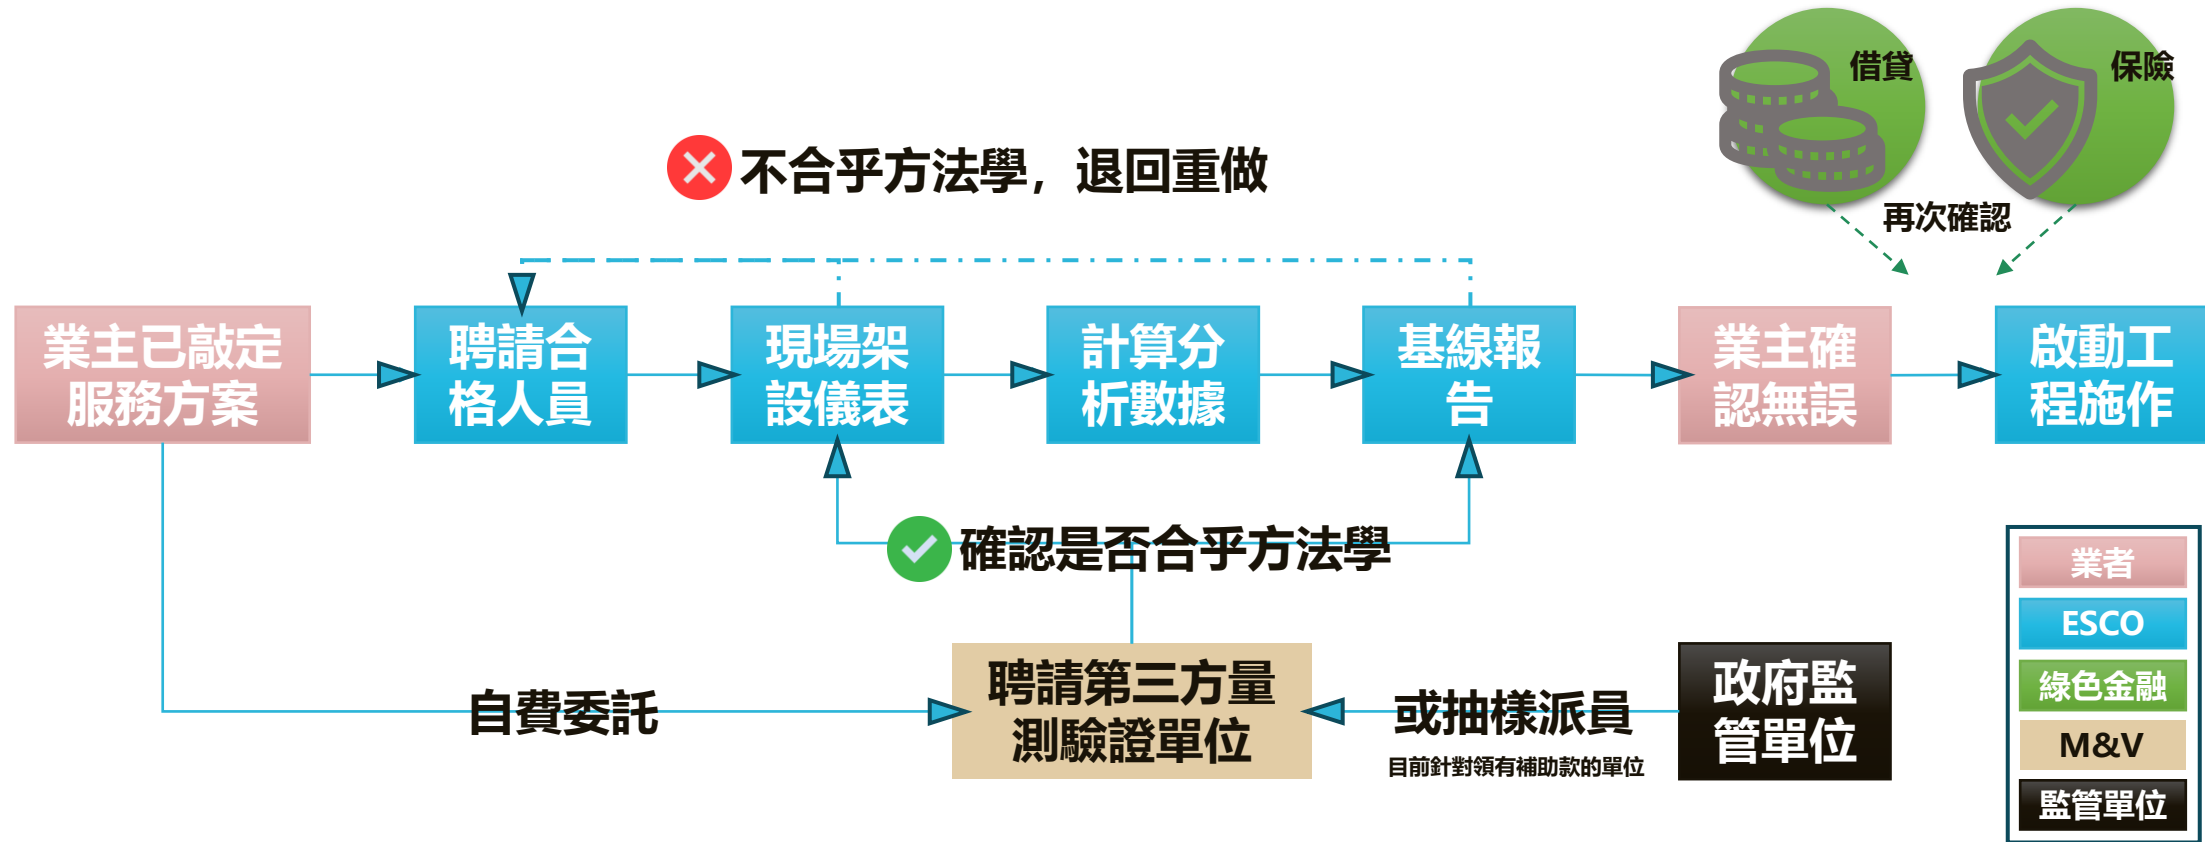 借貸
保險
再次確認
不合乎方法學，退回重做
業主已敲定
服務方案
聘請合
格人員
現場架
設儀表
計算分
析數據
基線報
告
業主確
認無誤
啟動工
程施作
確認是否合乎方法學
自費委託
聘請第三方量
測驗證單位
或抽樣派員
目前針對領有補助款的單位
政府監
管單位
業者
ESCO
綠色金融
M&V
監管單位